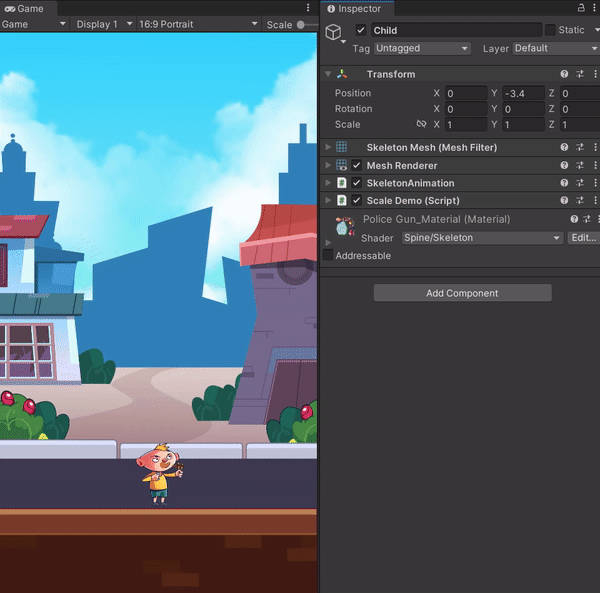 Game
Game Display 1 16:9 Portrait Scale
Inspector
Child Static
Tag Untagged Layer Default
Transform
Position X 0 Y -3.4 Z 0
Rotation X 0 Y 0 Z 0
Scale X 1 Y 1 Z 1
Skeleton Mesh (Mesh Filter)
Mesh Renderer
SkeletonAnimation
Scale Demo (Script)
Police Gun_Material (Material)
Shader Spine/Skeleton Edit...
Addressable
Add Component